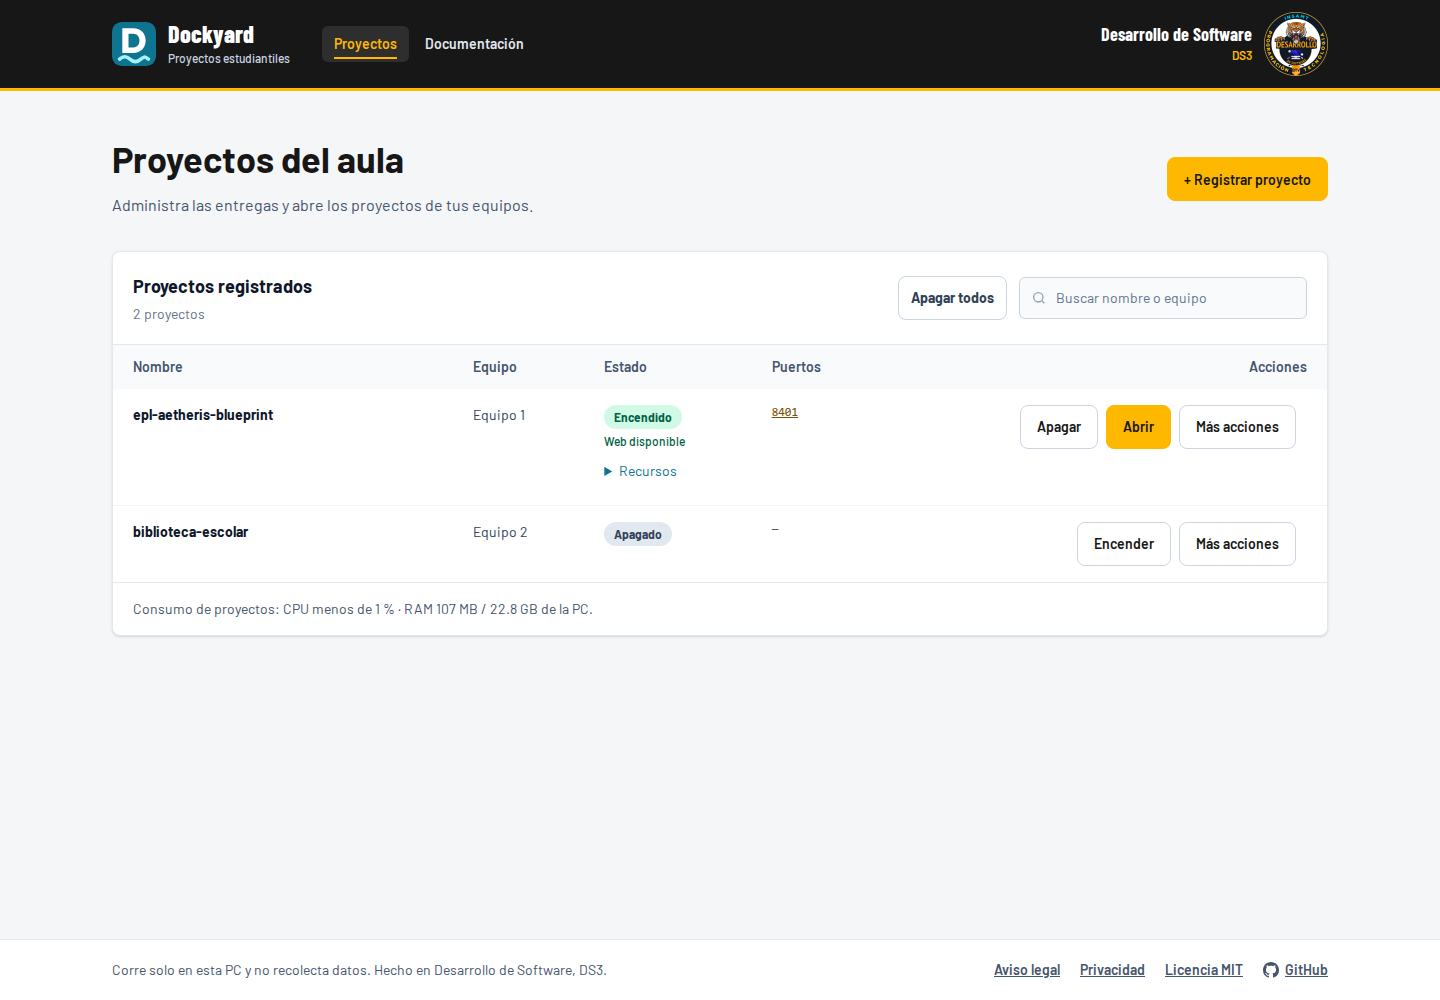 Dockyard
Proyectos estudiantiles
Proyectos
Documentación
Desarrollo de Software
DS3
INSAMT
DESARROLLO
Proyectos del aula
Administra las entregas y abre los proyectos de tus equipos.
+ Registrar proyecto
Proyectos registrados
2 proyectos
Apagar todos
Buscar nombre o equipo
Nombre Equipo Estado Puertos Acciones
epl-aetheris-blueprint Equipo 1 Encendido 8401 Apagar Abrir Más acciones
Web disponible
▶ Recursos
biblioteca-escolar Equipo 2 Apagado — Encender Más acciones
Consumo de proyectos: CPU menos de 1 % · RAM 107 MB / 22.8 GB de la PC.
Corre solo en esta PC y no recolecta datos. Hecho en Desarrollo de Software, DS3.
Aviso legal Privacidad Licencia MIT GitHub